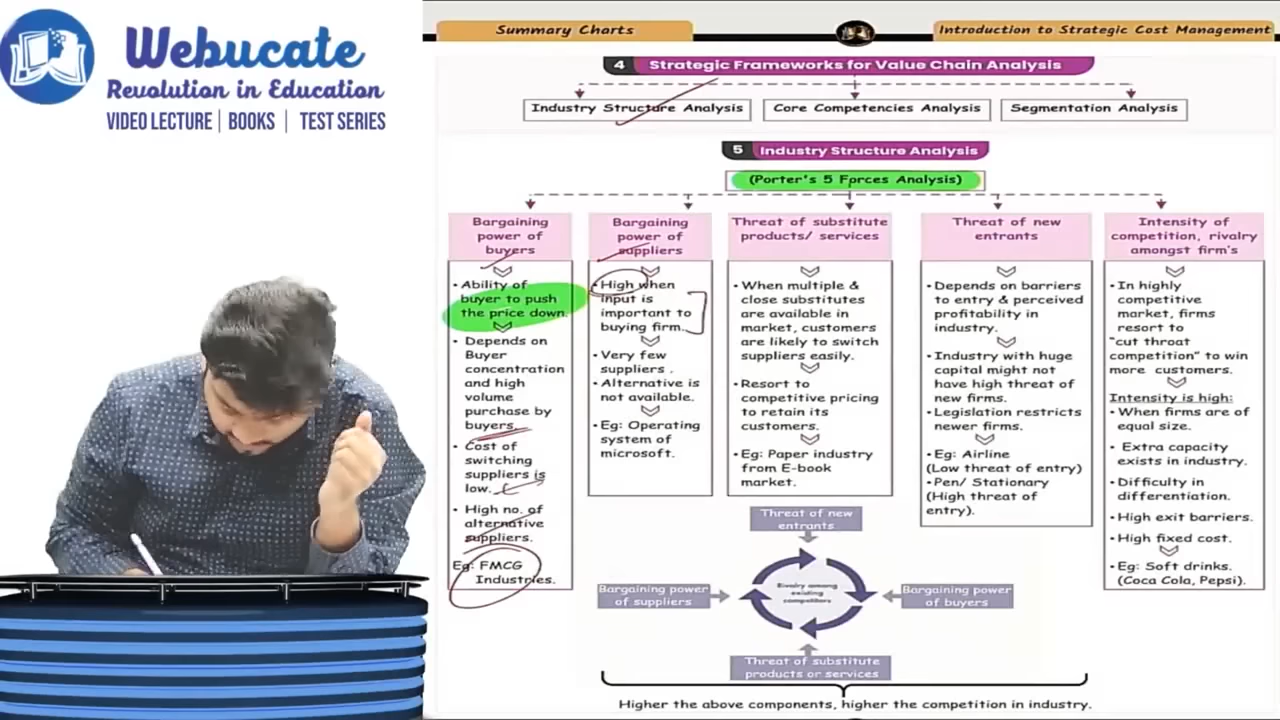 Webucate
Revolution in Education
VIDEO LECTURE | BOOKS | TEST SERIES
Summary Charts
Introduction to Strategic Cost Management
4 Strategic Frameworks for Value Chain Analysis
Industry Structure Analysis
Core Competencies Analysis
Segmentation Analysis
5 Industry Structure Analysis
(Porter's 5 Forces Analysis)
Bargaining
power of
buyers
• Ability of
buyer to push
the price down.
• Depends on
Buyer
concentration
and high
volume
purchase by
buyers.
• Cost of
switching
suppliers is
low.
• High no. of
alternative
suppliers.
Eg: FMCG
Industries.
Bargaining
power of
suppliers
• High when
input is
important to
buying firm.
• Very few
suppliers .
• Alternative is
not available.
• Eg: Operating
system of
microsoft.
Threat of substitute
products/ services
• When multiple &
close substitutes
are available in
market, customers
are likely to switch
suppliers easily.
• Resort to
competitive pricing
to retain its
customers.
• Eg: Paper industry
from E-book
market.
Threat of new
entrants
• Depends on barriers
to entry & perceived
profitability in
industry.
• Industry with huge
capital might not
have high threat of
new firms.
• Legislation restricts
newer firms.
• Eg: Airline
(Low threat of entry)
• Pen/ Stationary
(High threat of
entry).
Intensity of
competition, rivalry
amongst firm's
• In highly
competitive
market, firms
resort to
"cut throat
competition" to win
more customers.
Intensity is high:
• When firms are of
equal size.
• Extra capacity
exists in industry.
• Difficulty in
differentiation.
• High exit barriers.
• High fixed cost.
• Eg: Soft drinks.
(Coca Cola, Pepsi).
Threat of new
entrants
Bargaining power
of suppliers
Rivalry among
existing
competitors
Bargaining power
of buyers
Threat of substitute
products or services
Higher the above components, higher the competition in industry.